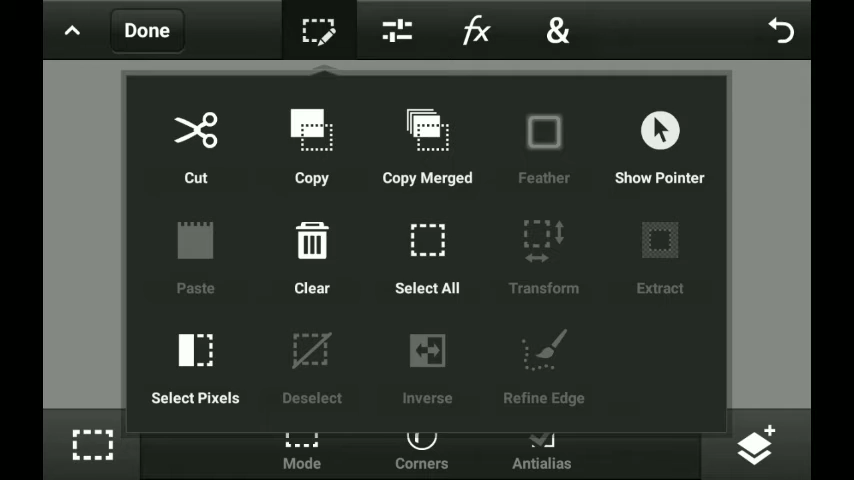 Done
fx
&
Cut
Copy
Copy Merged
Feather
Show Pointer
Paste
Clear
Select All
Transform
Extract
Select Pixels
Deselect
Inverse
Refine Edge
Mode
Corners
Antialias